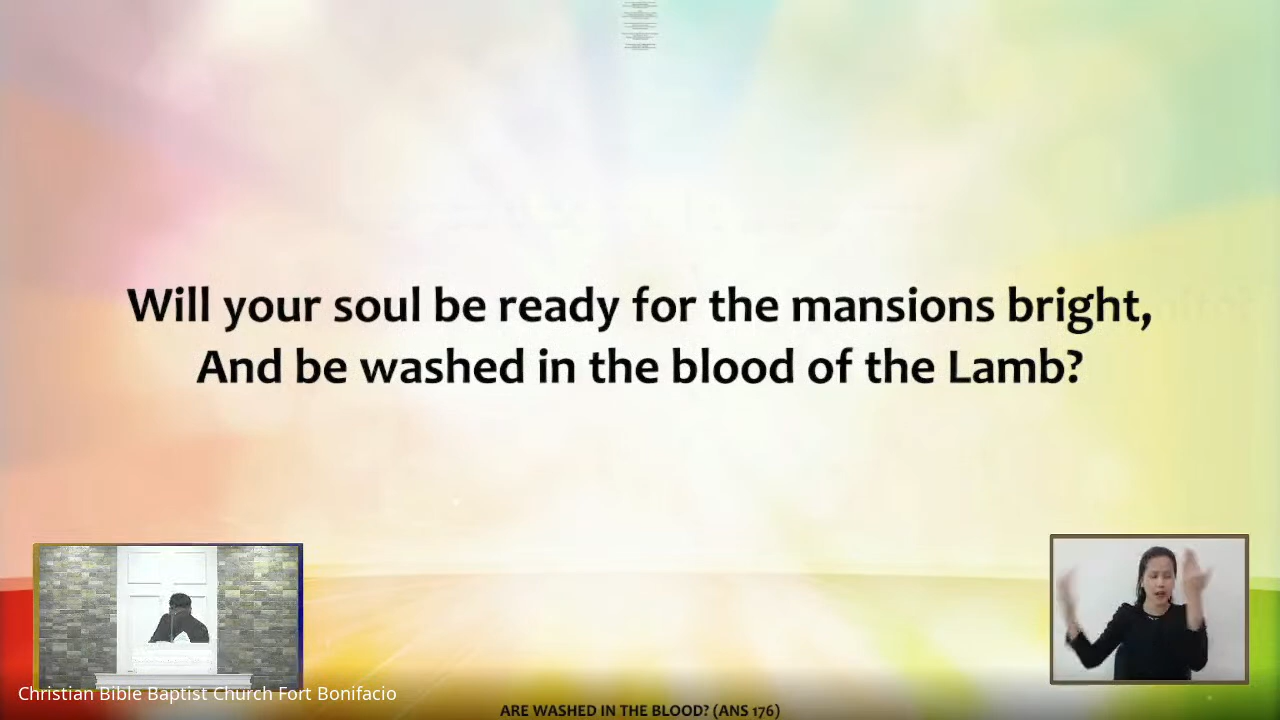 Will your soul be ready for the mansions bright,
And be washed in the blood of the Lamb?
Christian Bible Baptist Church Fort Bonifacio
ARE WASHED IN THE BLOOD? (ANS 176)